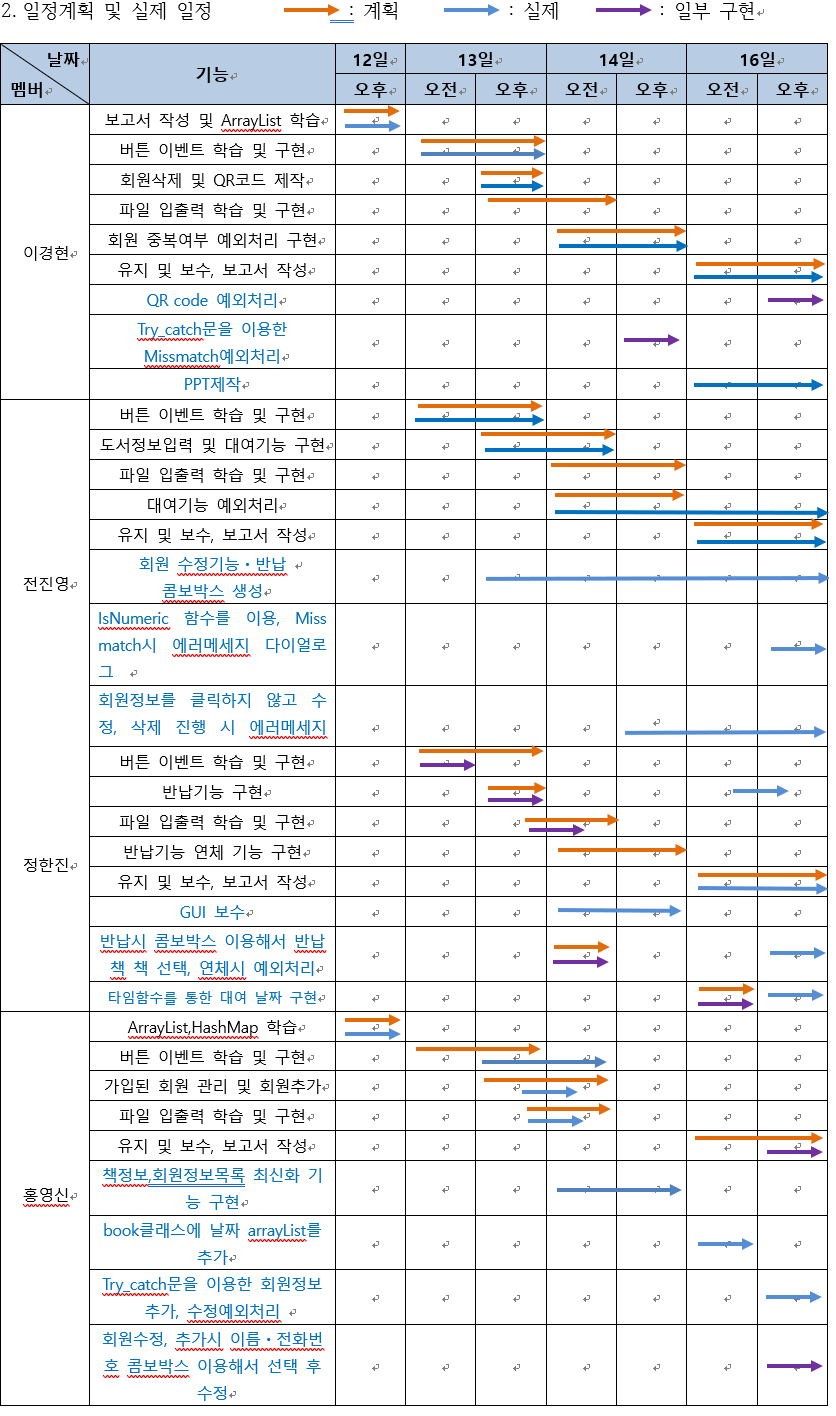 2. 일정계획 및 실제 일정 : 계획 : 실제 : 일부 구현
날짜
멤버
기능
12일 13일 14일 16일
오후 오전 오후 오전 오후 오전 오후
이경현
보고서 작성 및 ArrayList 학습
버튼 이벤트 학습 및 구현
회원삭제 및 QR코드 제작
파일 입출력 학습 및 구현
회원 중복여부 예외처리 구현
유지 및 보수, 보고서 작성
QR code 예외처리
Try_catch문을 이용한
Missmatch예외처리
PPT제작
전진영
버튼 이벤트 학습 및 구현
도서정보입력 및 대여기능 구현
파일 입출력 학습 및 구현
대여기능 예외처리
유지 및 보수, 보고서 작성
회원 수정기능·반납
콤보박스 생성
IsNumeric 함수를 이용, Miss
match시 에러메세지 다이얼로
그
회원정보를 클릭하지 않고 수
정, 삭제 진행 시 에러메세지
정한진
버튼 이벤트 학습 및 구현
반납기능 구현
파일 입출력 학습 및 구현
반납기능 연체 기능 구현
유지 및 보수, 보고서 작성
GUI 보수
반납시 콤보박스 이용해서 반납
책 책 선택, 연체시 예외처리
타임함수를 통한 대여 날짜 구현
홍영신
ArrayList,HashMap 학습
버튼 이벤트 학습 및 구현
가입된 회원 관리 및 회원추가
파일 입출력 학습 및 구현
유지 및 보수, 보고서 작성
책정보,회원정보목록 최신화 기
능 구현
book클래스에 날짜 arrayList를
추가
Try_catch문을 이용한 회원정보
추가, 수정예외처리
회원수정, 추가시 이름·전화번
호 콤보박스 이용해서 선택 후
수정